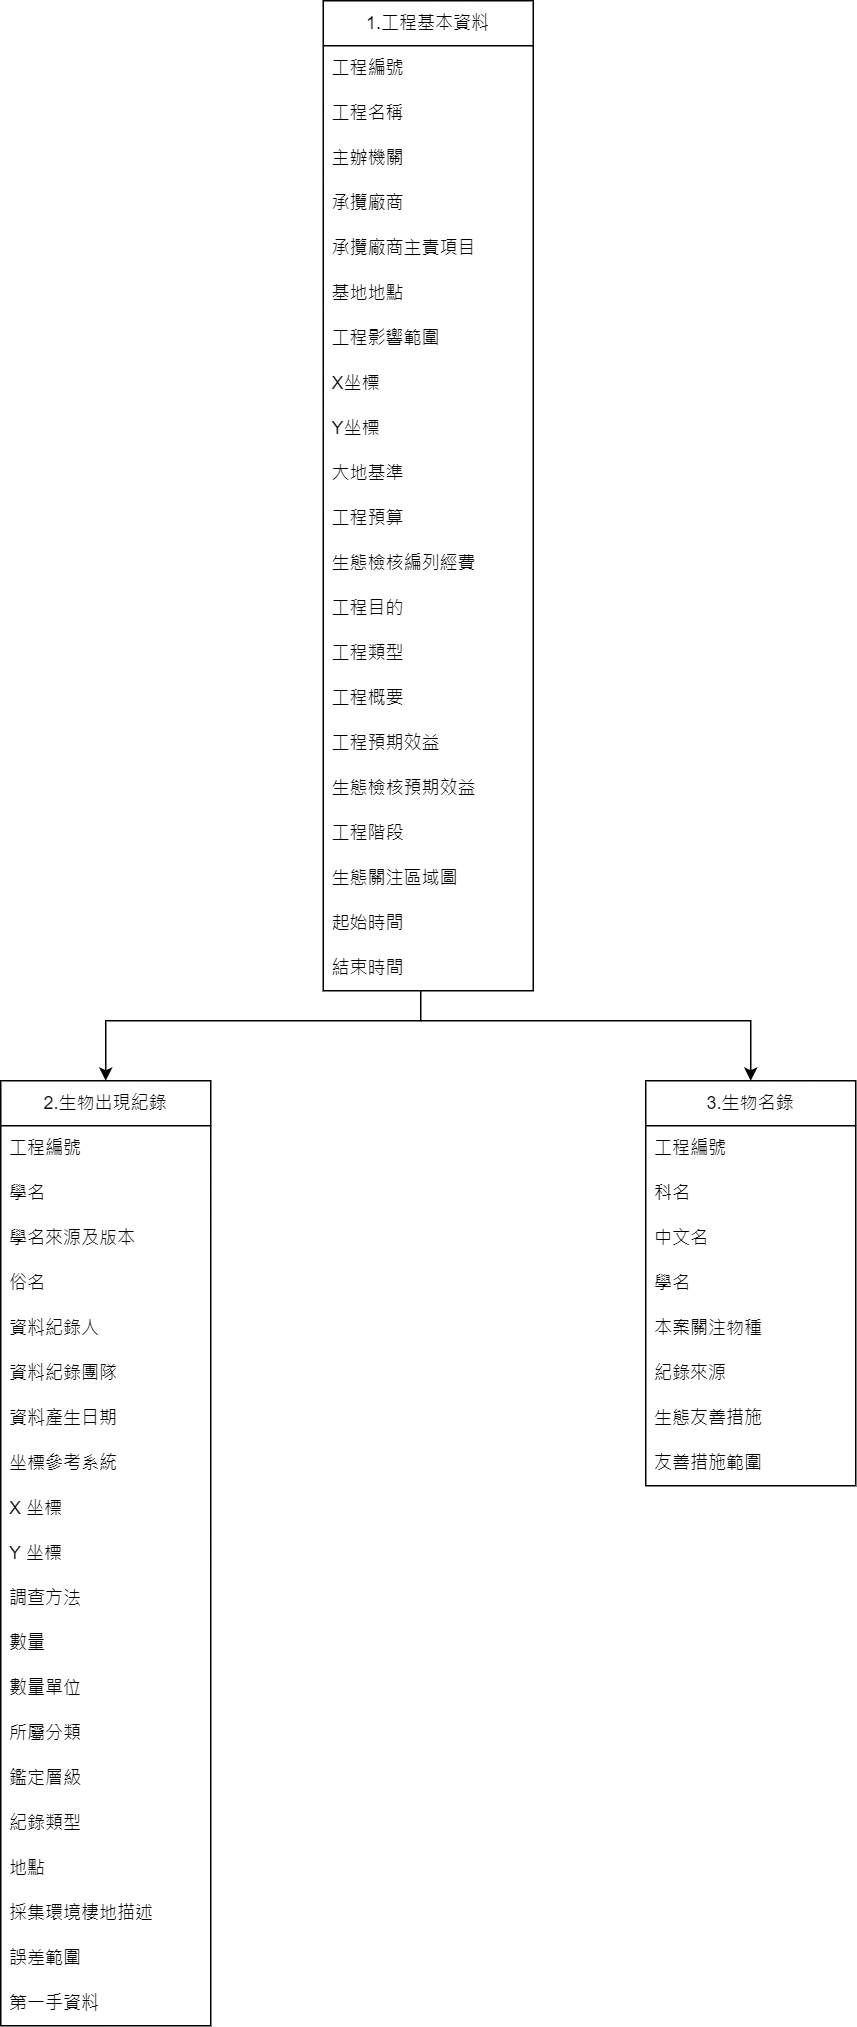 1.工程基本資料
工程編號
工程名稱
主辦機關
承攬廠商
承攬廠商主責項目
基地地點
工程影響範圍
X坐標
Y坐標
大地基準
工程預算
生態檢核編列經費
工程目的
工程類型
工程概要
工程預期效益
生態檢核預期效益
工程階段
生態關注區域圖
起始時間
結束時間
2.生物出現紀錄
工程編號
學名
學名來源及版本
俗名
資料紀錄人
資料紀錄團隊
資料產生日期
坐標參考系統
X 坐標
Y 坐標
調查方法
數量
數量單位
所屬分類
鑑定層級
紀錄類型
地點
採集環境棲地描述
誤差範圍
第一手資料
3.生物名錄
工程編號
科名
中文名
學名
本案關注物種
紀錄來源
生態友善措施
友善措施範圍